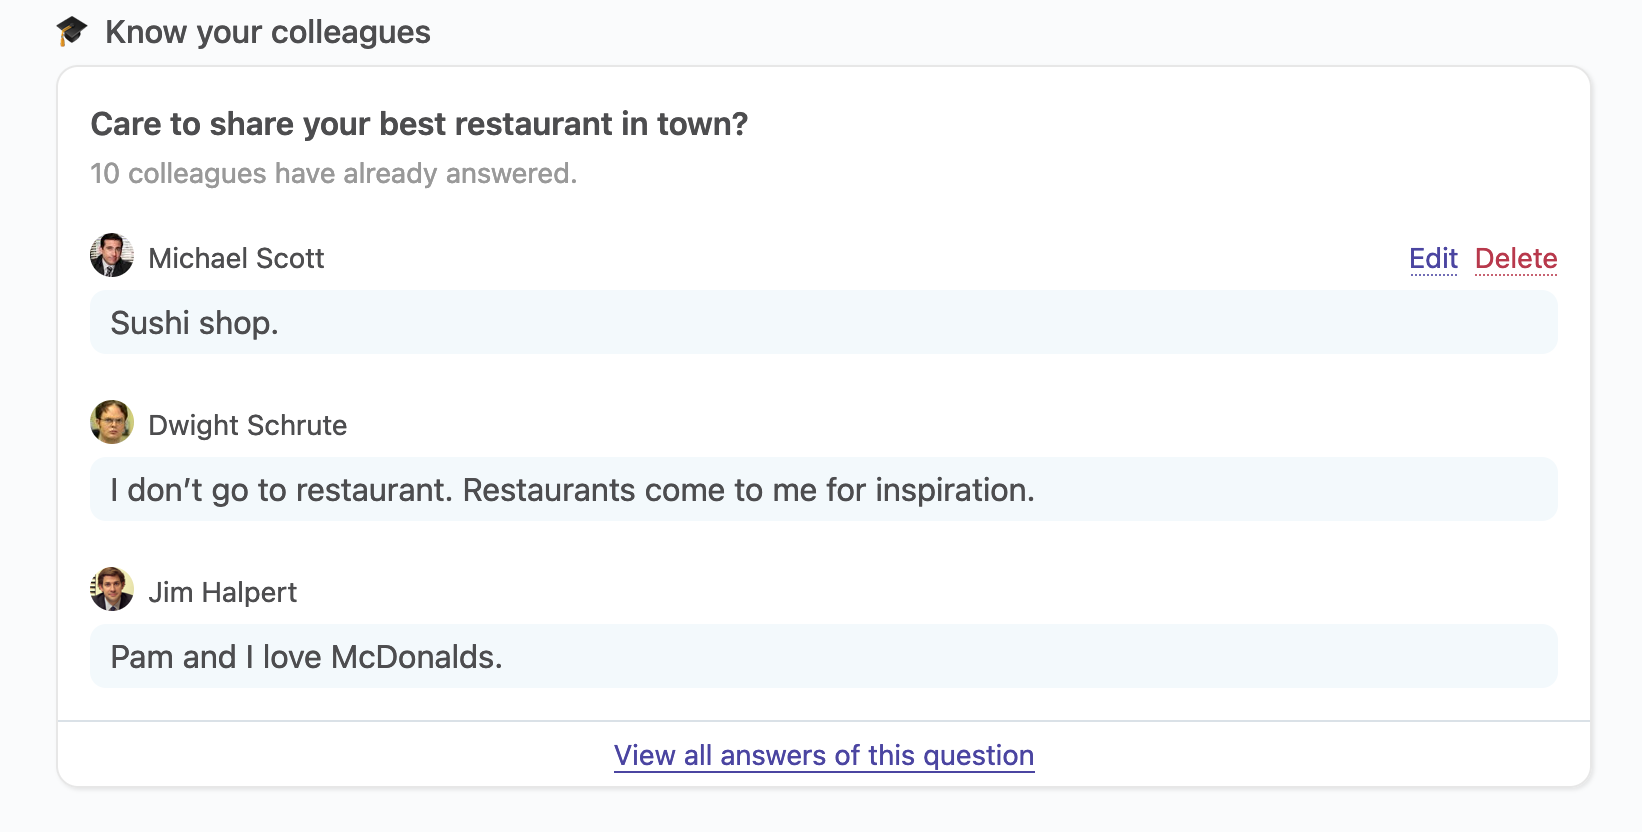 Know your colleagues
Care to share your best restaurant in town?
10 colleagues have already answered.
Michael Scott
Edit Delete
Sushi shop.
Dwight Schrute
I don’t go to restaurant. Restaurants come to me for inspiration.
Jim Halpert
Pam and I love McDonalds.
View all answers of this question